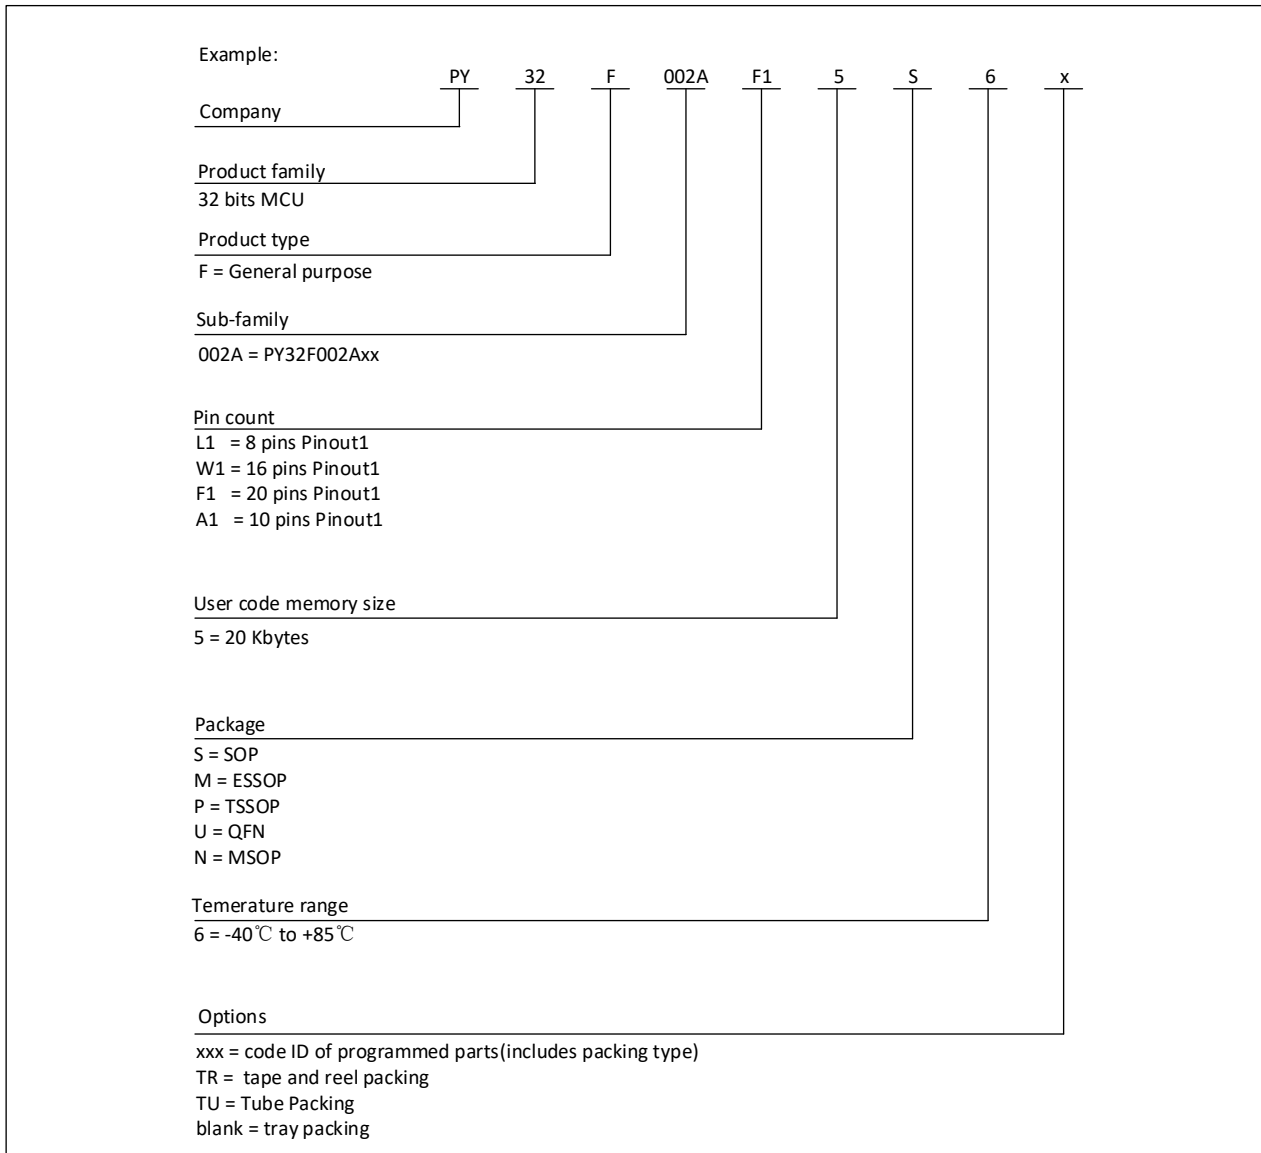 Example:
PY 32 F 002A F1 5 S 6 x
Company
Product family
32 bits MCU
Product type
F = General purpose
Sub-family
002A = PY32F002Axx
Pin count
L1 = 8 pins Pinout1
W1 = 16 pins Pinout1
F1 = 20 pins Pinout1
A1 = 10 pins Pinout1
User code memory size
5 = 20 Kbytes
Package
S = SOP
M = ESSOP
P = TSSOP
U = QFN
N = MSOP
Temerature range
6 = -40℃ to +85℃
Options
xxx = code ID of programmed parts(includes packing type)
TR = tape and reel packing
TU = Tube Packing
blank = tray packing